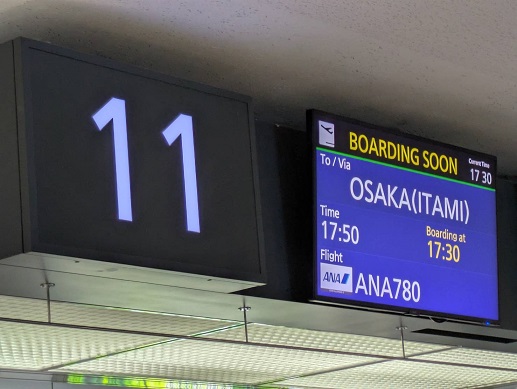 11
BOARDING SOON
Current Time
17 30
To / Via
OSAKA(ITAMI)
Time
17:50
Boarding at
17:30
Flight
ANA
ANA780